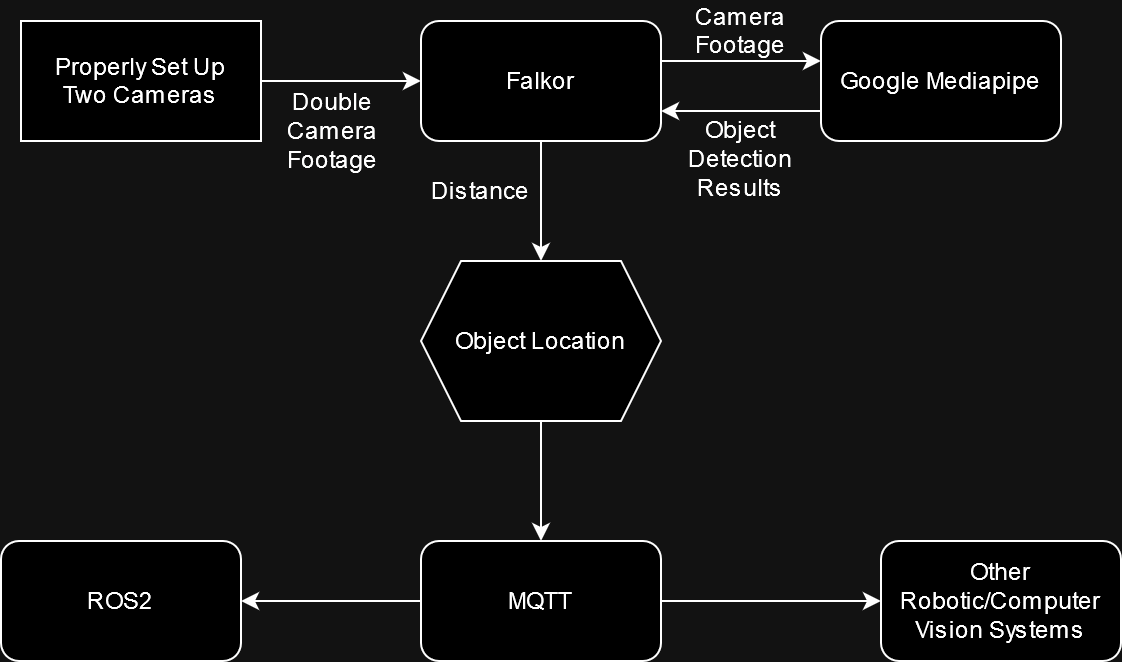 Properly Set Up
Two Cameras
Double
Camera
Footage
Falkor
Camera
Footage
Google Mediapipe
Object
Detection
Results
Distance
Object Location
ROS2
MQTT
Other
Robotic/Computer
Vision Systems